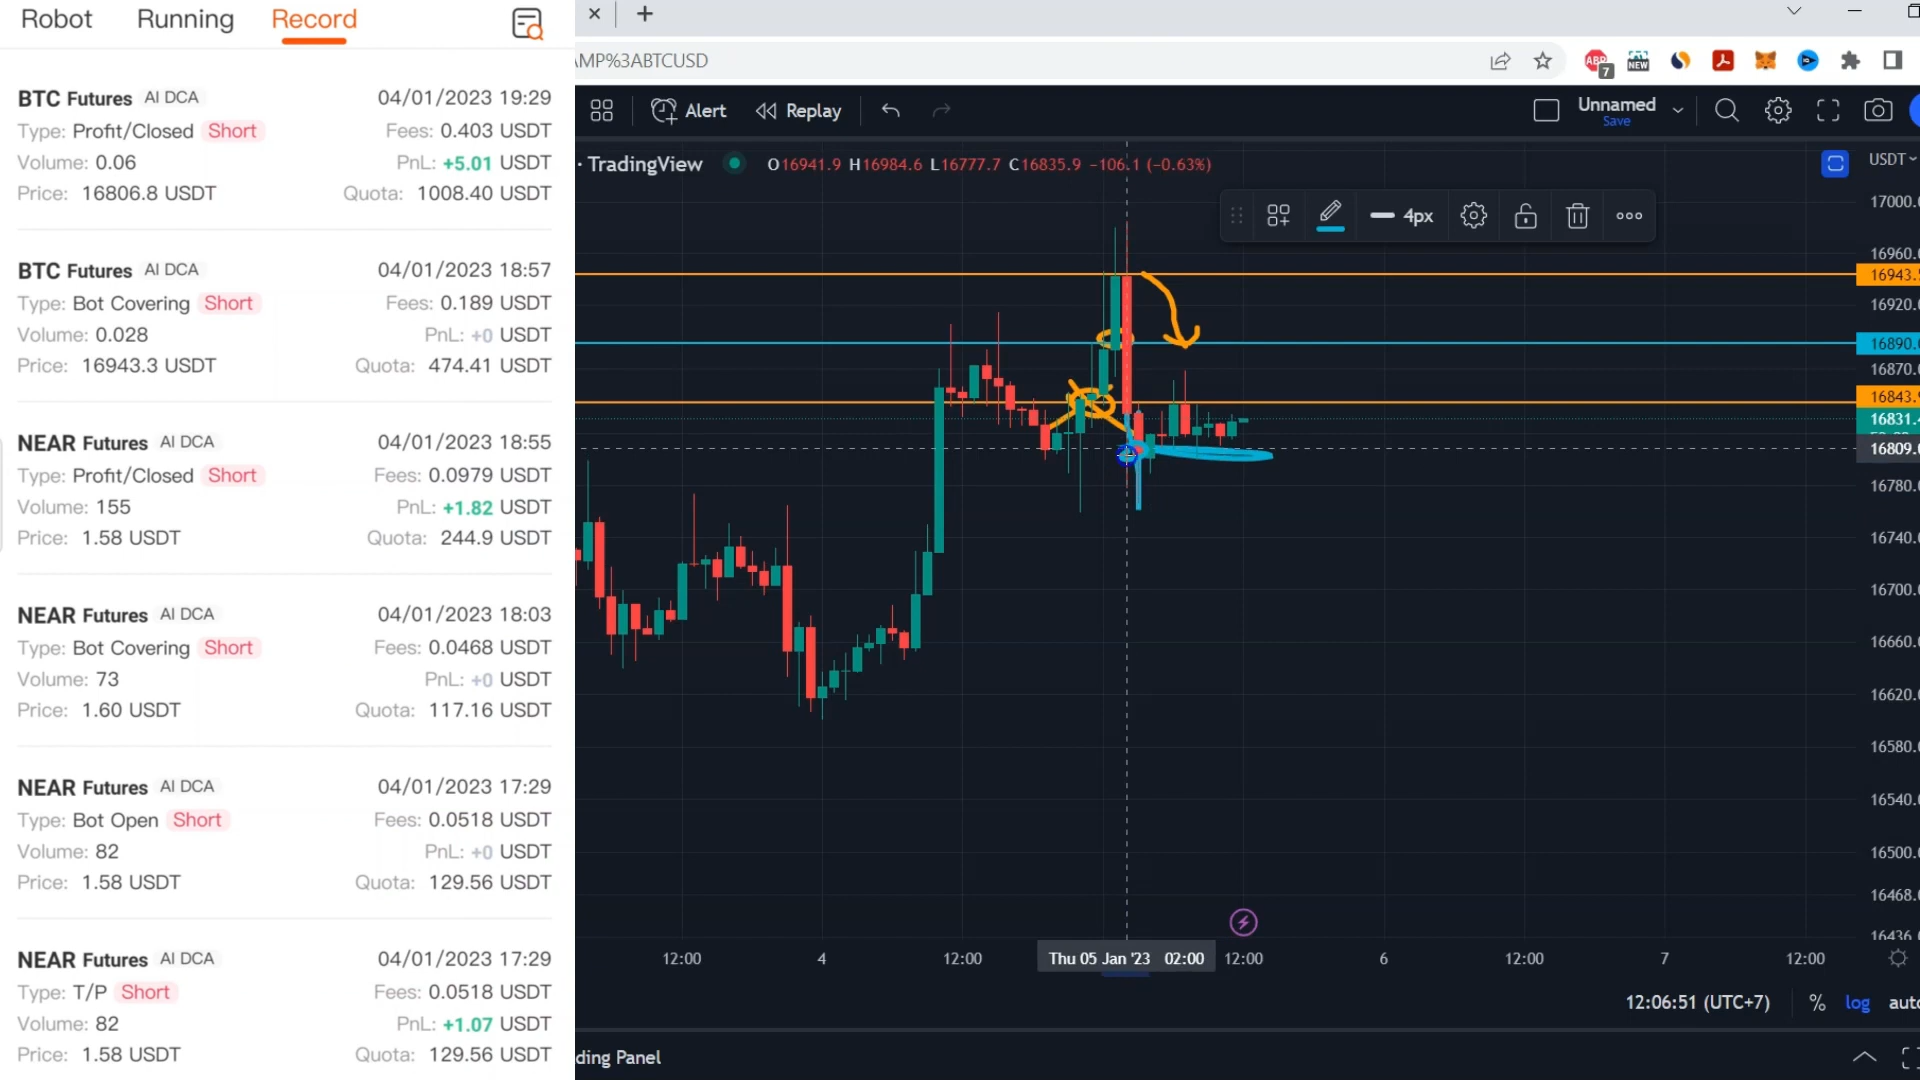 Robot Running Record
BTC Futures AI DCA 04/01/2023 19:29
Type: Profit/Closed Short Fees: 0.403 USDT
Volume: 0.06 PnL: +5.01 USDT
Price: 16806.8 USDT Quota: 1008.40 USDT
BTC Futures AI DCA 04/01/2023 18:57
Type: Bot Covering Short Fees: 0.189 USDT
Volume: 0.028 PnL: +0 USDT
Price: 16943.3 USDT Quota: 474.41 USDT
NEAR Futures AI DCA 04/01/2023 18:55
Type: Profit/Closed Short Fees: 0.0979 USDT
Volume: 155 PnL: +1.82 USDT
Price: 1.58 USDT Quota: 244.9 USDT
NEAR Futures AI DCA 04/01/2023 18:03
Type: Bot Covering Short Fees: 0.0468 USDT
Volume: 73 PnL: +0 USDT
Price: 1.60 USDT Quota: 117.16 USDT
NEAR Futures AI DCA 04/01/2023 17:29
Type: Bot Open Short Fees: 0.0518 USDT
Volume: 82 PnL: +0 USDT
Price: 1.58 USDT Quota: 129.56 USDT
NEAR Futures AI DCA 04/01/2023 17:29
Type: T/P Short Fees: 0.0518 USDT
Volume: 82 PnL: +1.07 USDT
Price: 1.58 USDT Quota: 129.56 USDT
AMP%3ABTCUSD
ABP 7 NEW
Alert Replay Unnamed
Save
· TradingView O16941.9 H16984.6 L16777.7 C16835.9 −106.1 (−0.63%)
USDT
4px
17000.
16960.
16943.
16920.
16890.
16870.
16843.
16831.
16809.
16780.
16740.
16700.
16660.
16620.
16580.
16540.
16500.
16468.
16436
12:00 4 12:00 Thu 05 Jan '23 02:00 12:00 6 12:00 7 12:00
12:06:51 (UTC+7) % log auto
ding Panel